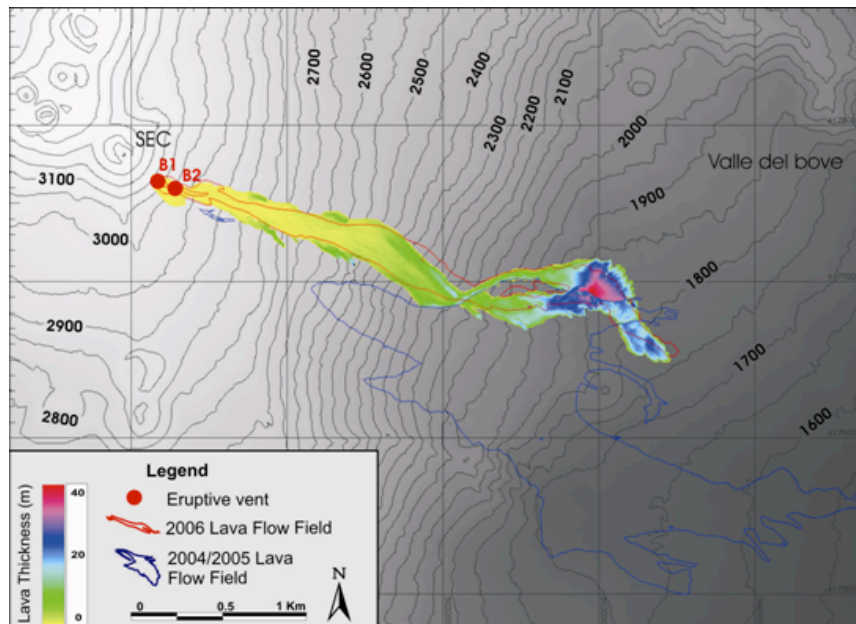 2700
2600
2500
2400
2300
2200
2100
2000
1900
1800
1700
1600
SEC
B1
B2
Valle del bove
3100
3000
2900
2800
Legend
Eruptive vent
2006 Lava Flow Field
2004/2005 Lava
Flow Field
Lava Thickness (m)
40
20
0
N
0 0.5 1 Km